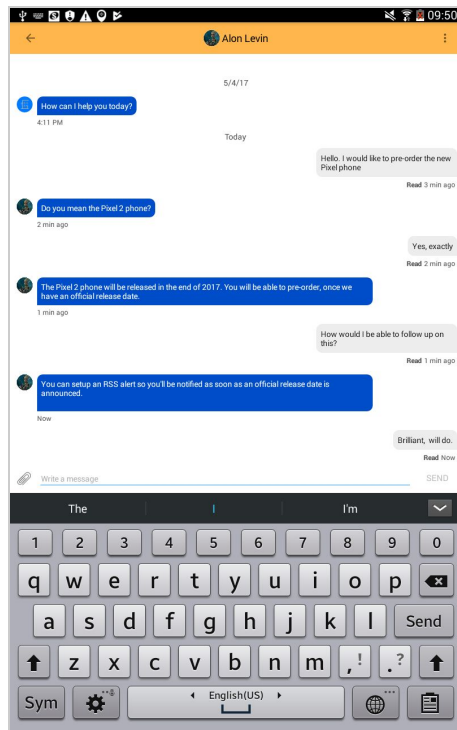 09:50
Alon Levin
5/4/17
How can I help you today?
4:11 PM
Today
Hello. I would like to pre-order the new
Pixel phone
Read 3 min ago
Do you mean the Pixel 2 phone?
2 min ago
Yes, exactly
Read 2 min ago
The Pixel 2 phone will be released in the end of 2017. You will be able to pre-order, once we
have an official release date.
1 min ago
How would I be able to follow up on
this?
Read 1 min ago
You can setup an RSS alert so you'll be notified as soon as an official release date is
announced.
Now
Brilliant, will do.
Read Now
Write a message SEND
The I I'm
1 2 3 4 5 6 7 8 9 0
q w e r t y u i o p
a s d f g h j k l Send
z x c v b n m , ! . ?
Sym English(US)